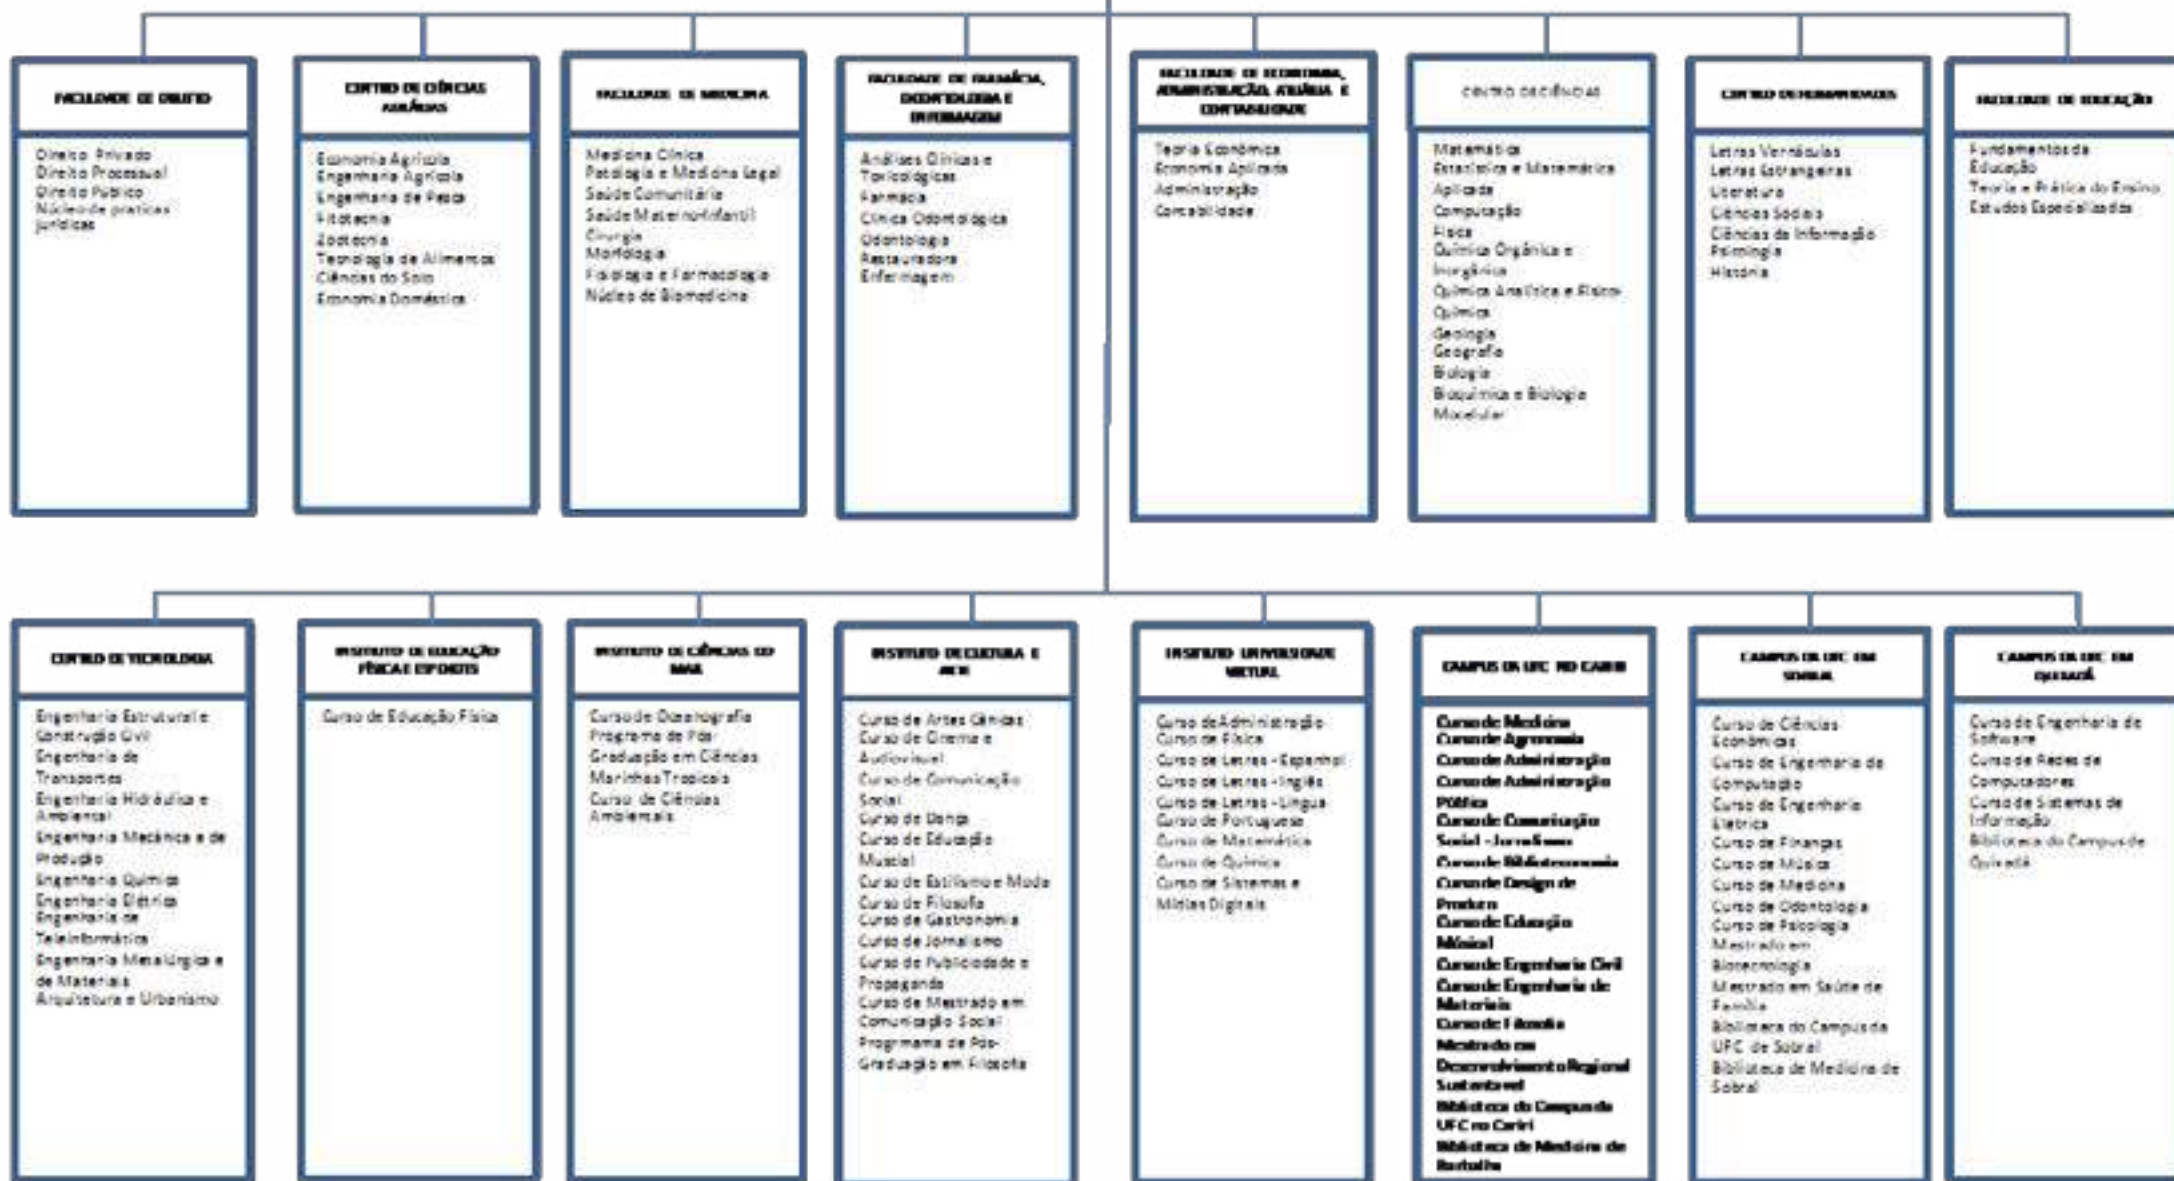 FACULDADE DE DIREITO
Direito Privado
Direito Processual
Direito Público
Núcleo de praticas
jurídicas
CENTRO DE CIÊNCIAS
AGRÁRIAS
Economia Agrícola
Engenharia Agrícola
Engenharia de Pesca
Fitotecnia
Zootecnia
Tecnologia de Alimentos
Ciências do Solo
Economia Doméstica
FACULDADE DE MEDICINA
Medicina Clínica
Patologia e Medicina Legal
Saúde Comunitária
Saúde Materno-Infantil
Cirurgia
Morfologia
Fisiologia e Farmacologia
Núcleo de Biomedicina
FACULDADE DE FARMÁCIA,
ODONTOLOGIA E
ENFERMAGEM
Análises Clínicas e
Toxicológicas
Farmácia
Clínica Odontológica
Odontologia
Restauradora
Enfermagem
FACULDADE DE ECONOMIA,
ADMINISTRAÇÃO, ATUÁRIA E
CONTABILIDADE
Teoria Econômica
Economia Aplicada
Administração
Contabilidade
CENTRO DE CIÊNCIAS
Matemática
Estatística e Matemática
Aplicada
Computação
Física
Química Orgânica e
Inorgânica
Química Analítica e Físico-
Química
Geologia
Geografia
Biologia
Bioquímica e Biologia
Mocelular
CENTRO DE HUMANIDADES
Letras Vernáculas
Letras Estrangeiras
Literatura
Ciências Sociais
Ciências da Informação
Psicologia
História
FACULDADE DE EDUCAÇÃO
Fundamentos da
Educação
Teoria e Prática do Ensino
Estudos Especializados
CENTRO DE TECNOLOGIA
Engenharia Estrutural e
Construção Civil
Engenharia de
Transportes
Engenharia Hidráulica e
Ambiental
Engenharia Mecânica e de
Produção
Engenharia Química
Engenharia Elétrica
Engenharia de
Teleinformática
Engenharia Metalúrgica e
de Materiais
Arquitetura e Urbanismo
INSTITUTO DE EDUCAÇÃO
FÍSICA E ESPORTES
Curso de Educação Física
INSTITUTO DE CIÊNCIAS DO
MAR
Curso de Oceanografia
Programa de Pós-
Graduação em Ciências
Marinhas Tropicais
Curso de Ciências
Ambientais
INSTITUTO DE CULTURA E
ARTE
Curso de Artes Cênicas
Curso de Cinema e
Audiovisual
Curso de Comunicação
Social
Curso de Dança
Curso de Educação
Muscial
Curso de Estilismo e Moda
Curso de Filosofia
Curso de Gastronomia
Curso de Jornalismo
Curso de Publicidade e
Propaganda
Curso de Mestrado em
Comunicação Social
Progrmama de Pós-
Graduação em Filosofia
INSTITUTO UNIVERSIDADE
VIRTUAL
Curso de Administração
Curso de Física
Curso de Letras - Espanhol
Curso de Letras - Inglês
Curso de Letras - Língua
Curso de Portuguesa
Curso de Matemática
Curso de Química
Curso de Sistemas e
Mídias Digitais
CAMPUS DA UFC NO CARIRI
Curso de Medicina
Curso de Agronomia
Curso de Administração
Curso de Administração
Pública
Curso de Comunicação
Social - Jornalismo
Curso de Biblioteconomia
Curso de Design de
Produto
Curso de Educação
Músical
Curso de Engenharia Civil
Curso de Engenharia de
Materiais
Curso de Filosofia
Mestrado em
Desenvolvimento Regional
Sustentavel
Biblioteca do Campus da
UFC no Cariri
Biblioteca de Medicina de
Barbalha
CAMPUS DA UFC EM
SOBRAL
Curso de Ciências
Econômicas
Curso de Engenharia de
Computação
Curso de Engenharia
Elétrica
Curso de Finanças
Curso de Música
Curso de Medicina
Curso de Odontologia
Curso de Psicologia
Mestrado em
Biotecnologia
Mestrado em Saúde de
Família
Biblioteca do Campus da
UFC de Sobral
Biblioteca de Medicina de
Sobral
CAMPUS DA UFC EM
QUIXADÁ
Curso de Engenharia de
Software
Curso de Redes de
Computadores
Curso de Sistemas de
Informação
Biblioteca do Campus de
Quixadá